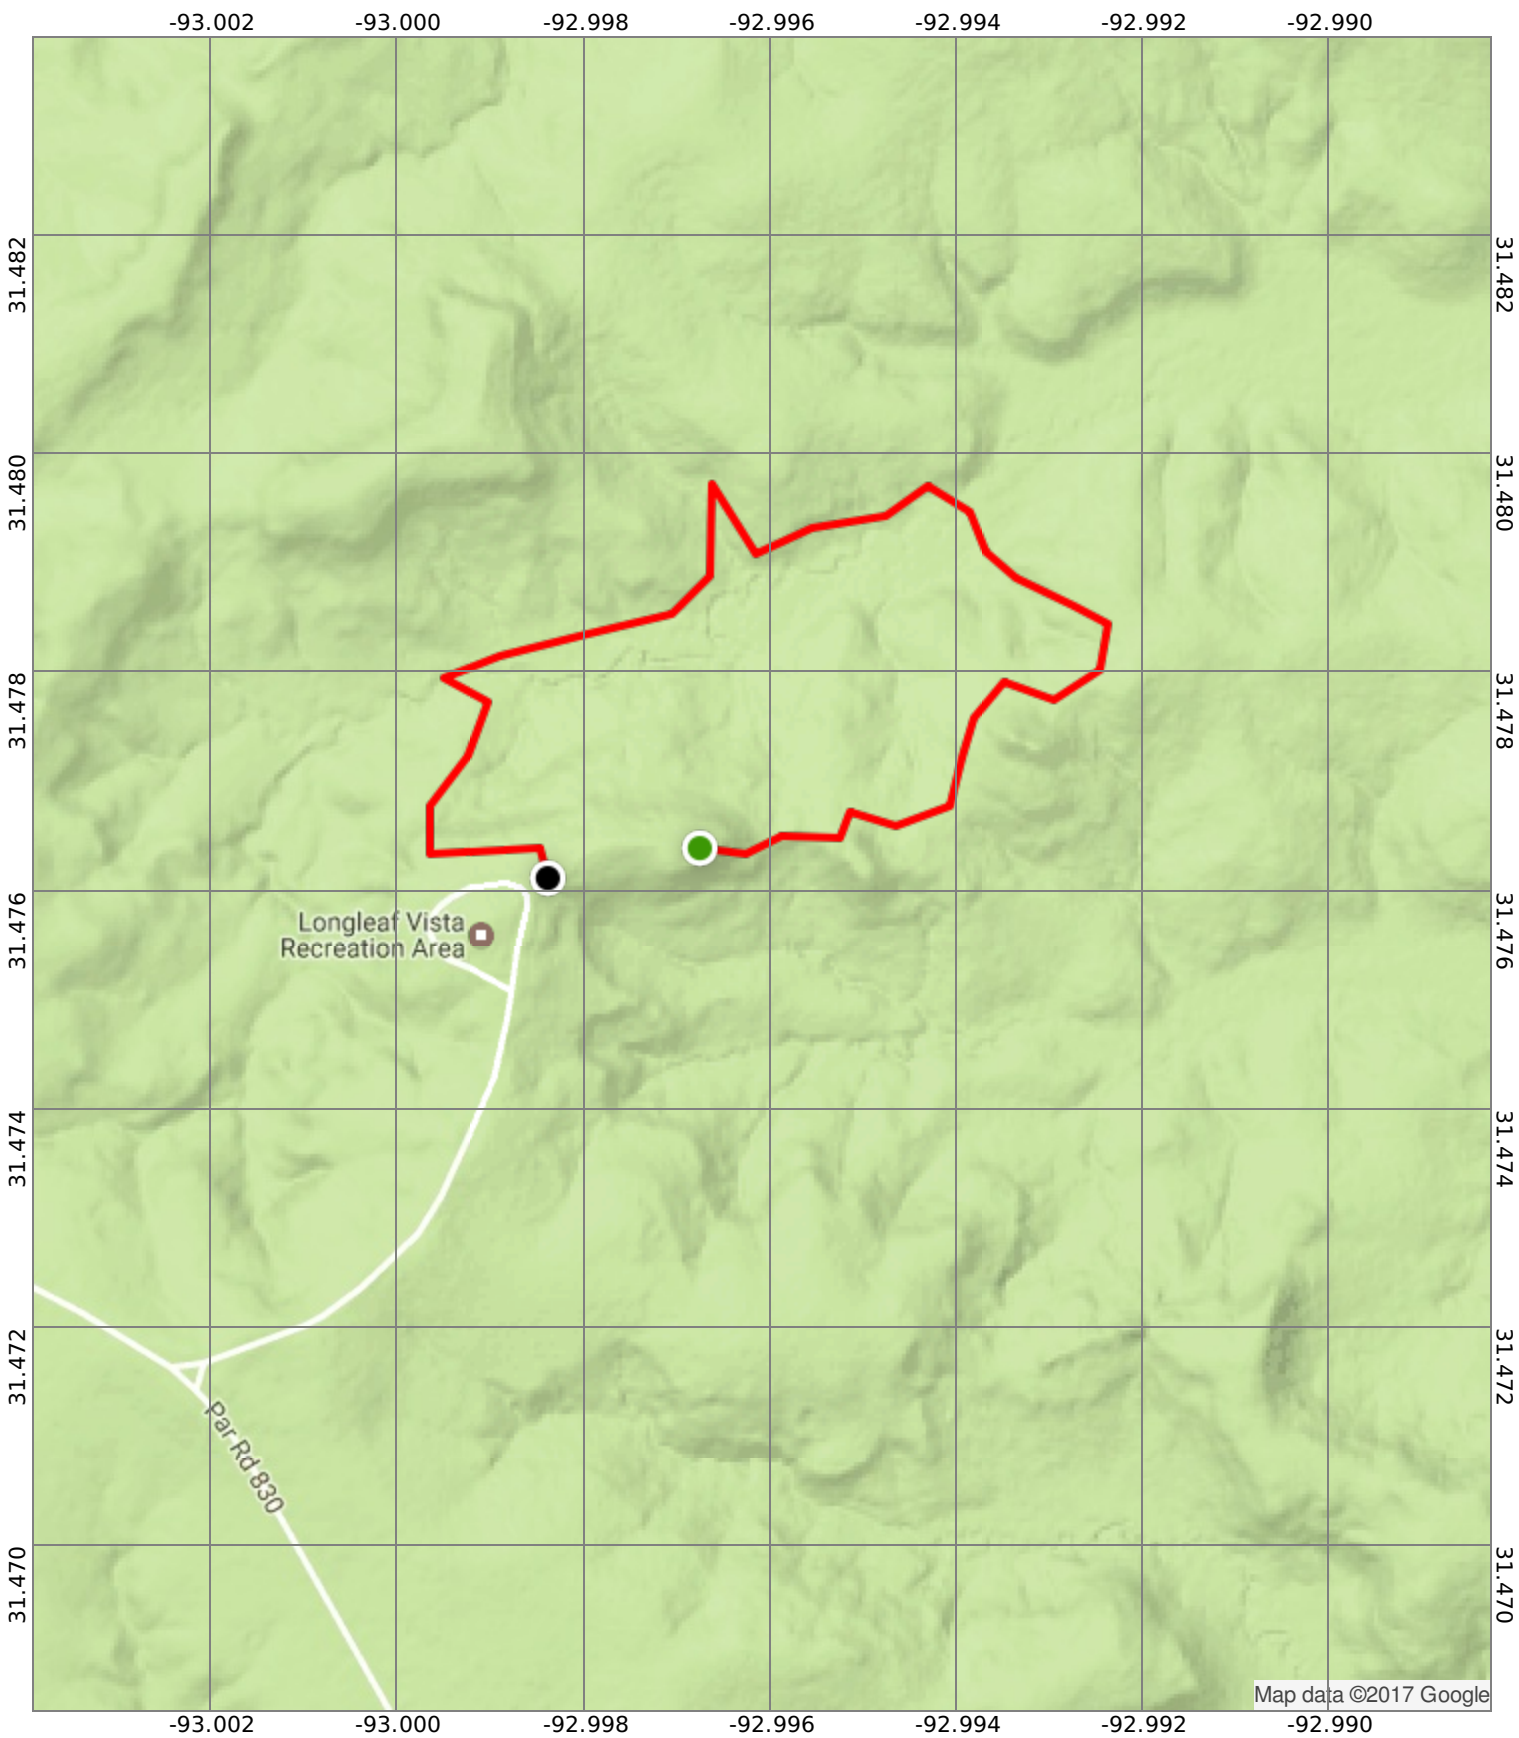 -93.002 -93.000 -92.998 -92.996 -92.994 -92.992 -92.990
31.482 31.482
31.480 31.480
31.478 31.478
31.476 31.476
Longleaf Vista
Recreation Area
31.474 31.474
31.472 31.472
Par Rd 830
31.470 31.470
Map data ©2017 Google
-93.002 -93.000 -92.998 -92.996 -92.994 -92.992 -92.990